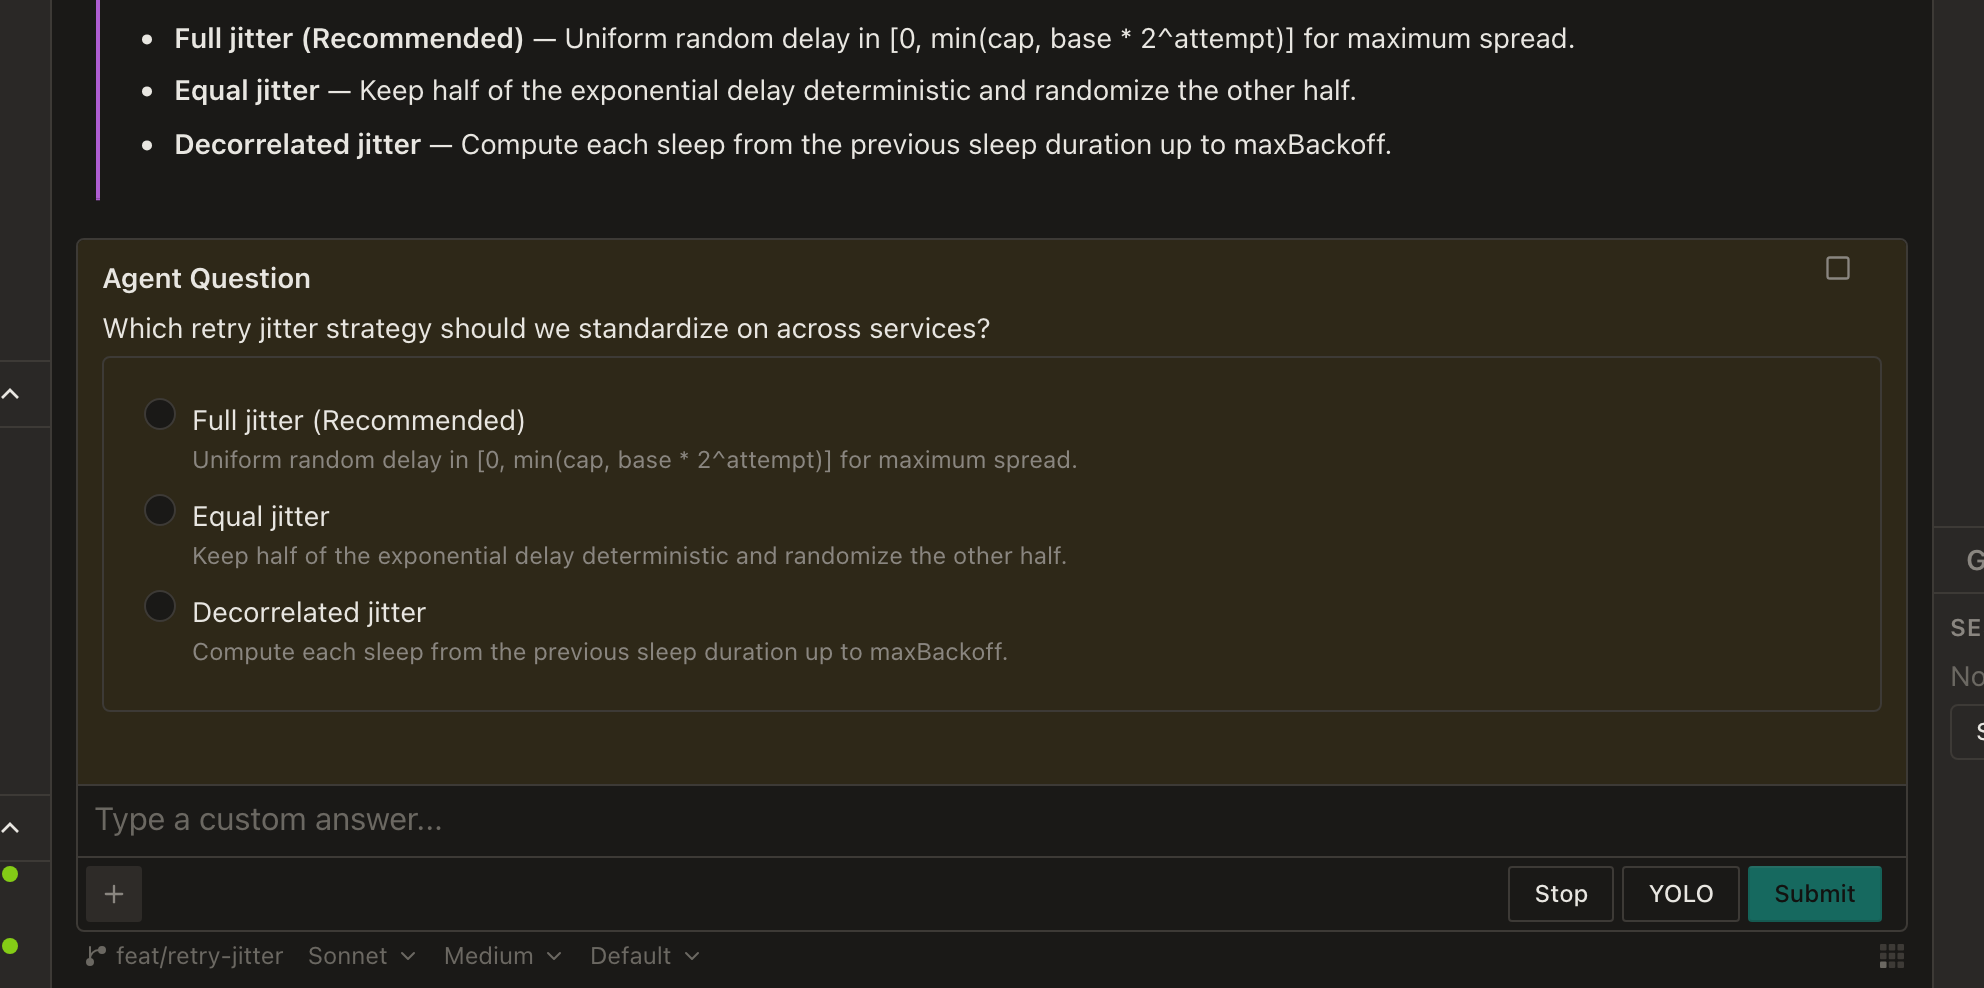 Full jitter (Recommended) — Uniform random delay in [0, min(cap, base * 2^attempt)] for maximum spread.
Equal jitter — Keep half of the exponential delay deterministic and randomize the other half.
Decorrelated jitter — Compute each sleep from the previous sleep duration up to maxBackoff.
Agent Question
Which retry jitter strategy should we standardize on across services?
Full jitter (Recommended)
Uniform random delay in [0, min(cap, base * 2^attempt)] for maximum spread.
Equal jitter
Keep half of the exponential delay deterministic and randomize the other half.
Decorrelated jitter
Compute each sleep from the previous sleep duration up to maxBackoff.
Type a custom answer...
Stop YOLO Submit
feat/retry-jitter Sonnet Medium Default